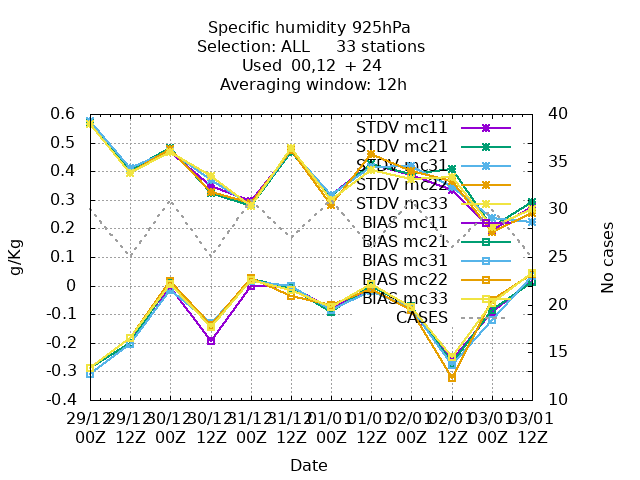 Specific humidity 925hPa
Selection: ALL 33 stations
Used 00,12 + 24
Averaging window: 12h
0.6
0.5
0.4
0.3
0.2
0.1
0
-0.1
-0.2
-0.3
-0.4
g/Kg
40
35
30
25
20
15
10
No cases
STDV mc11
STDV mc21
STDV mc31
STDV mc22
STDV mc33
BIAS mc11
BIAS mc21
BIAS mc31
BIAS mc22
BIAS mc33
CASES
29/12 29/12 30/12 30/12 31/12 31/12 01/01 01/01 02/01 02/01 03/01 03/01
00Z 12Z 00Z 12Z 00Z 12Z 00Z 12Z 00Z 12Z 00Z 12Z
Date